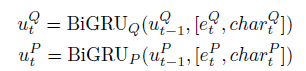 u_t^Q = BiGRU_Q(u_{t-1}^Q, [e_t^Q, char_t^Q])
u_t^P = BiGRU_P(u_{t-1}^P, [e_t^P, char_t^P])